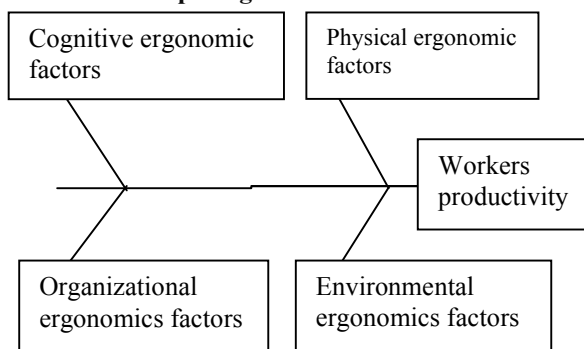 Cognitive ergonomic
factors
Physical ergonomic
factors
Workers
productivity
Organizational
ergonomics factors
Environmental
ergonomics factors